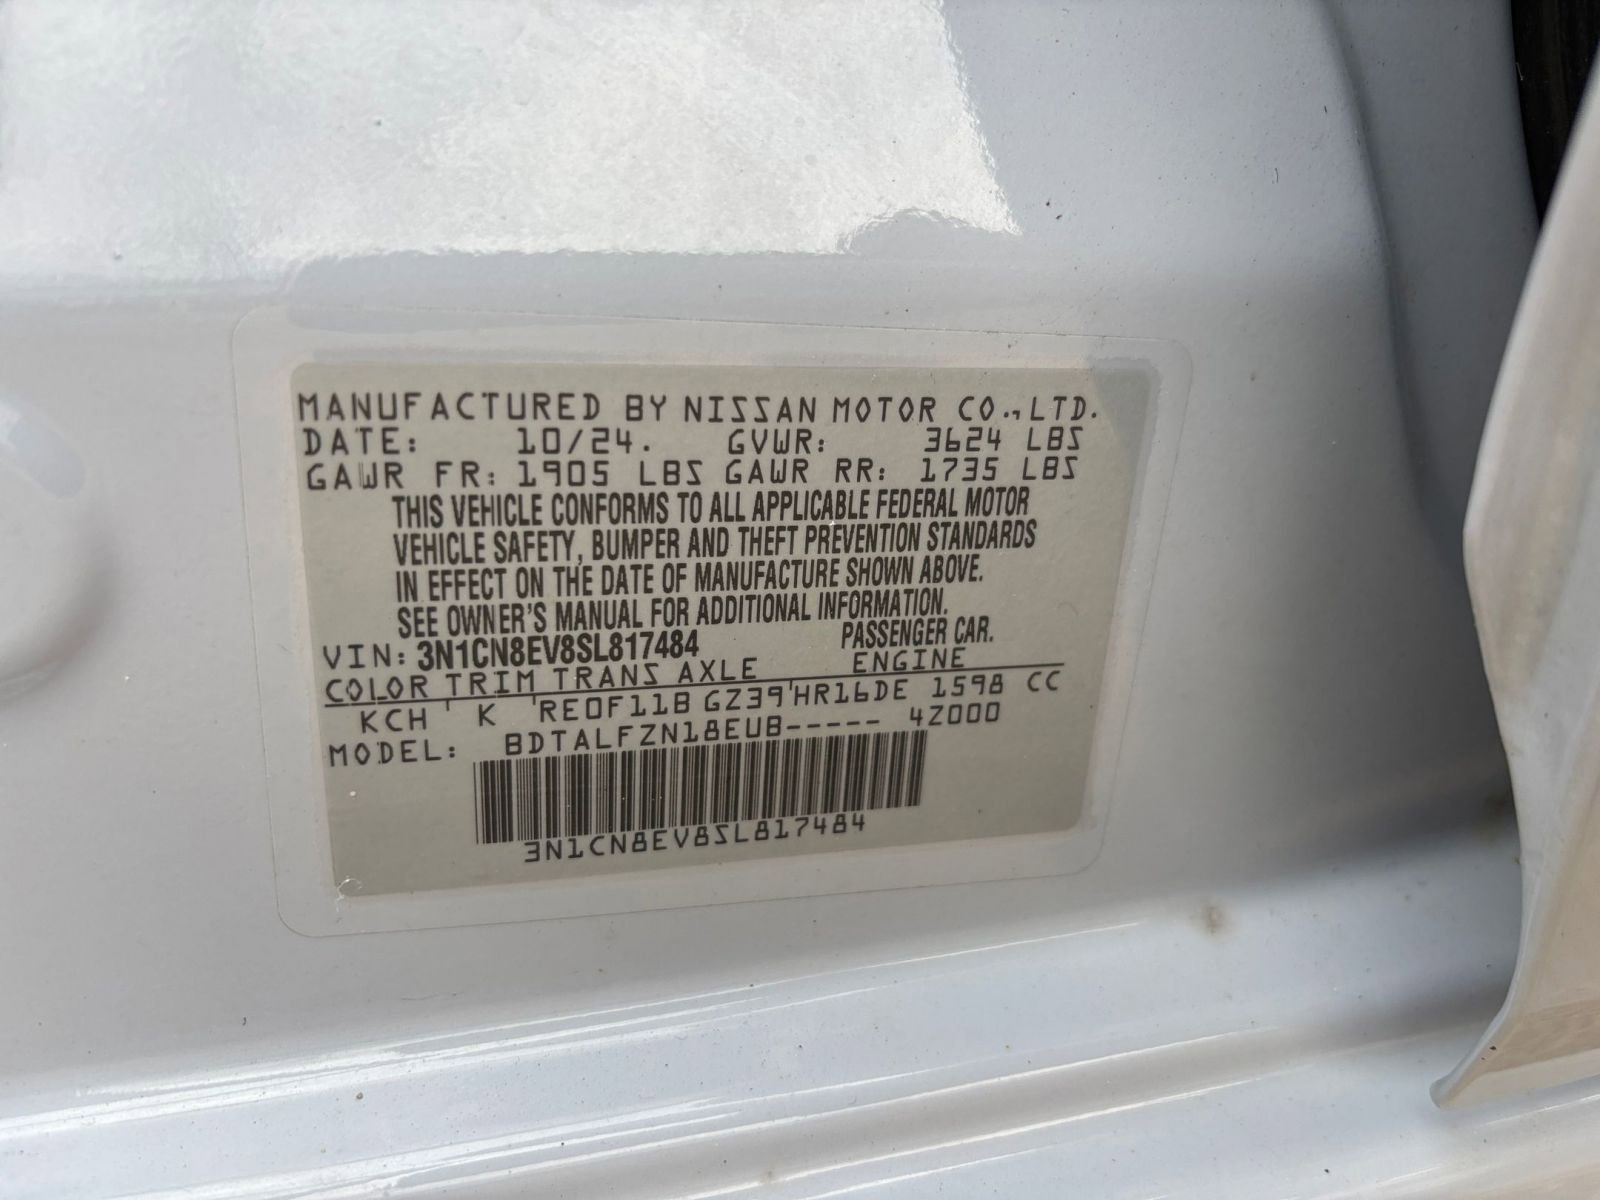 MANUFACTURED BY NISSAN MOTOR CO.,LTD.
DATE: 10/24. GVWR: 3624 LBS
GAWR FR: 1905 LBS GAWR RR: 1735 LBS
THIS VEHICLE CONFORMS TO ALL APPLICABLE FEDERAL MOTOR
VEHICLE SAFETY, BUMPER AND THEFT PREVENTION STANDARDS
IN EFFECT ON THE DATE OF MANUFACTURE SHOWN ABOVE.
SEE OWNER'S MANUAL FOR ADDITIONAL INFORMATION.
VIN: 3N1CN8EV8SL817484 PASSENGER CAR.
COLOR TRIM TRANS AXLE ENGINE
KCH ' K 'RE0F11B GZ39'HR16DE 1598 CC
MODEL: BDTALFZN18EUB----- 4Z000
3N1CN8EV8SL817484